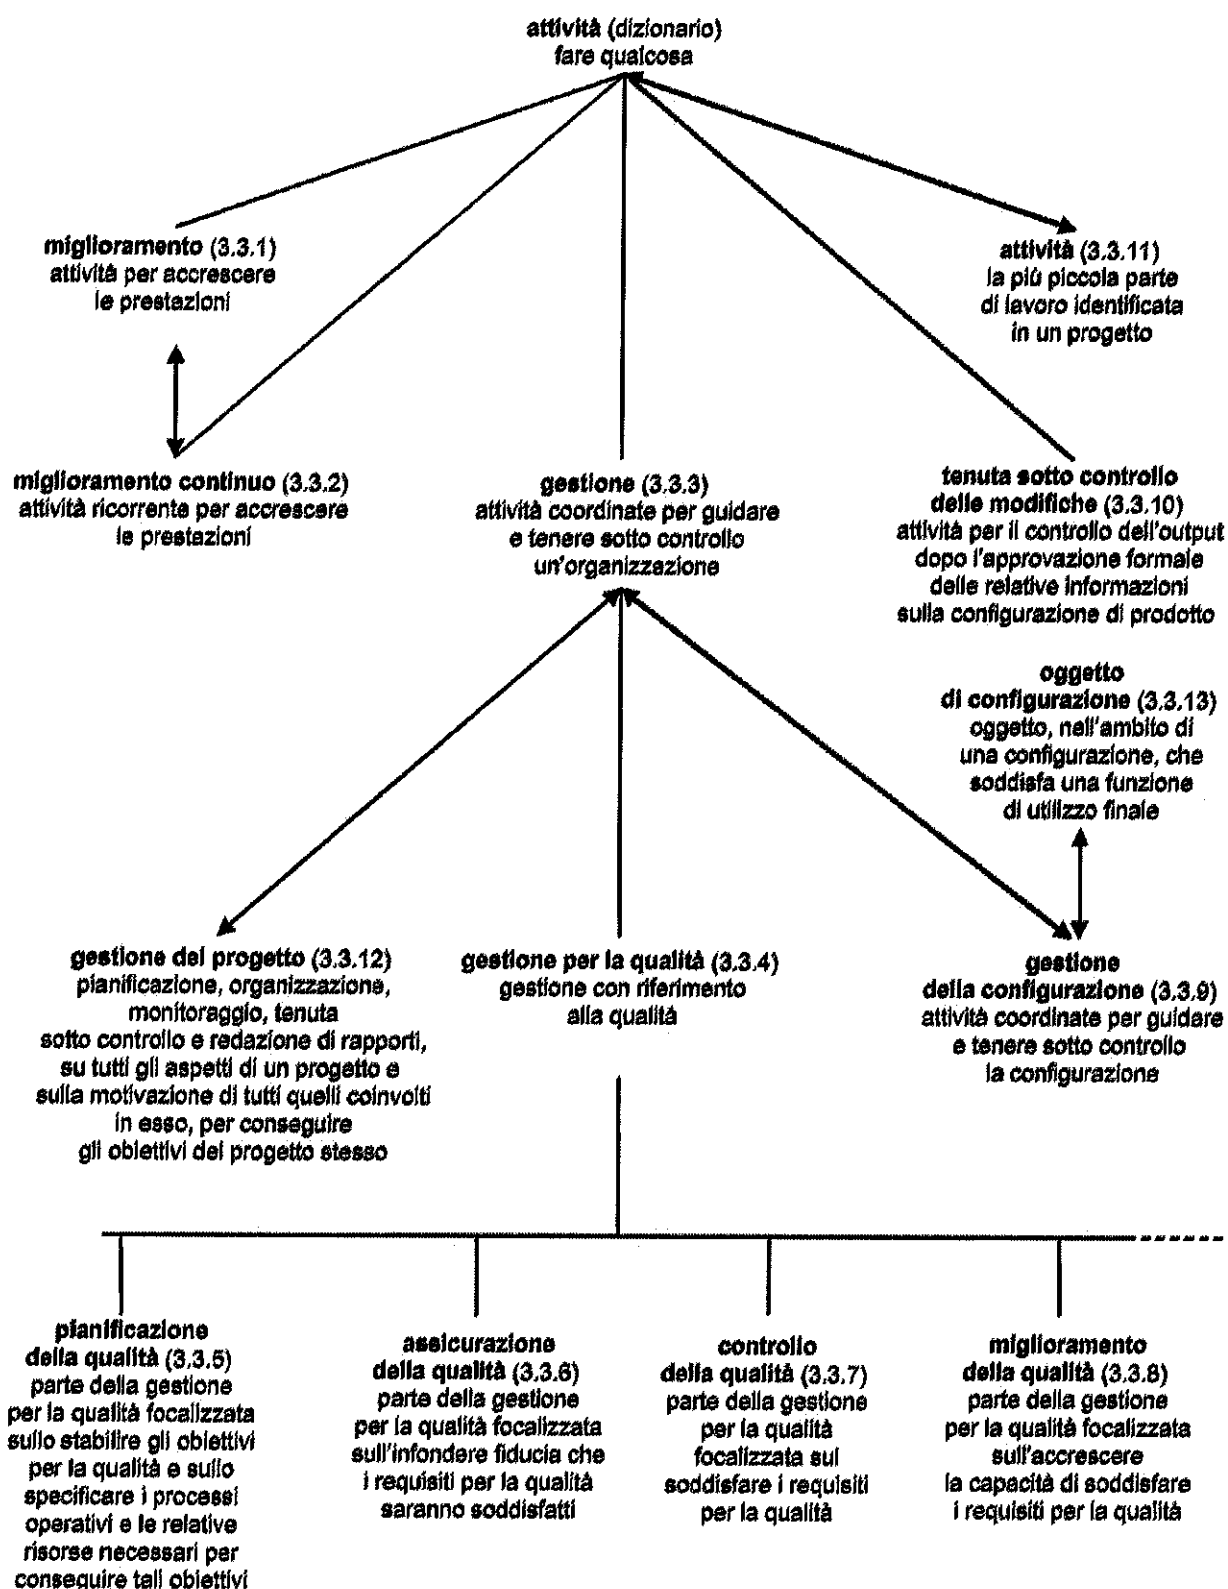 attività (dizionario)
fare qualcosa
miglioramento (3.3.1)
attività per accrescere
le prestazioni
attività (3.3.11)
la più piccola parte
di lavoro identificata
in un progetto
miglioramento continuo (3.3.2)
attività ricorrente per accrescere
le prestazioni
gestione (3.3.3)
attività coordinate per guidare
e tenere sotto controllo
un'organizzazione
tenuta sotto controllo
delle modifiche (3.3.10)
attività per il controllo dell'output
dopo l'approvazione formale
delle relative informazioni
sulla configurazione di prodotto
oggetto
di configurazione (3.3.13)
oggetto, nell'ambito di
una configurazione, che
soddisfa una funzione
di utilizzo finale
gestione del progetto (3.3.12)
pianificazione, organizzazione,
monitoraggio, tenuta
sotto controllo e redazione di rapporti,
su tutti gli aspetti di un progetto e
sulla motivazione di tutti quelli coinvolti
in esso, per conseguire
gli obiettivi del progetto stesso
gestione per la qualità (3.3.4)
gestione con riferimento
alla qualità
gestione
della configurazione (3.3.9)
attività coordinate per guidare
e tenere sotto controllo
la configurazione
pianificazione
della qualità (3.3.5)
parte della gestione
per la qualità focalizzata
sullo stabilire gli obiettivi
per la qualità e sullo
specificare i processi
operativi e le relative
risorse necessari per
conseguire tali obiettivi
assicurazione
della qualità (3.3.6)
parte della gestione
per la qualità focalizzata
sull'infondere fiducia che
i requisiti per la qualità
saranno soddisfatti
controllo
della qualità (3.3.7)
parte della gestione
per la qualità
focalizzata sul
soddisfare i requisiti
per la qualità
miglioramento
della qualità (3.3.8)
parte della gestione
per la qualità focalizzata
sull'accrescere
la capacità di soddisfare
i requisiti per la qualità